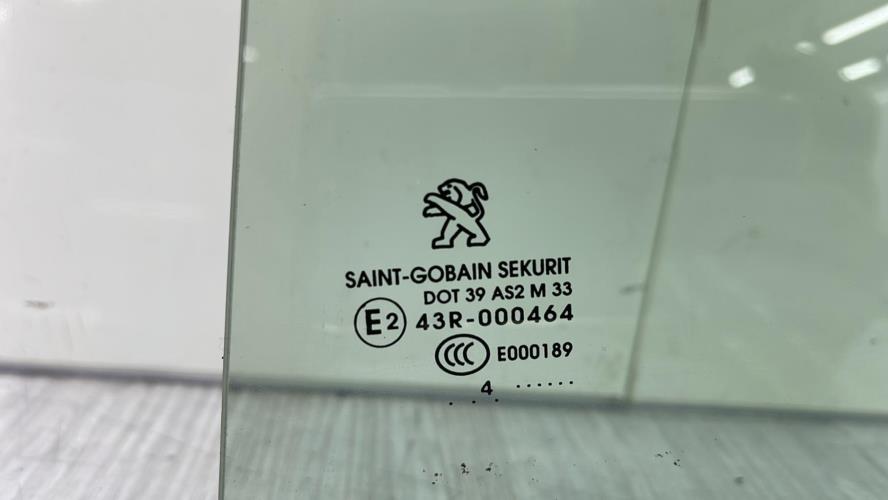 SAINT-GOBAIN SEKURIT
DOT 39 AS2 M 33
E2 43R-000464
CCC E000189
4 ......